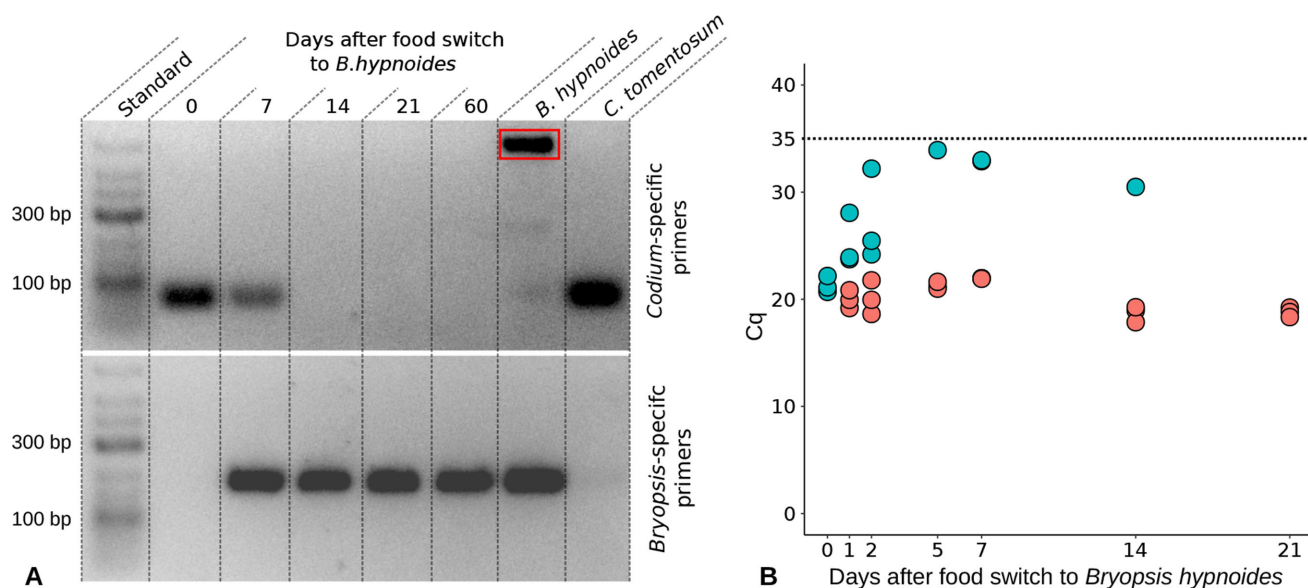 Days after food switch
to B.hypnoides
Standard
0
7
14
21
60
B. hypnoides
C. tomentosum
300 bp
100 bp
Codium-specific
primers
300 bp
100 bp
Bryopsis-specifc
primers
A
40
35
30
20
10
0
Cq
0 1 2 5 7 14 21
Days after food switch to Bryopsis hypnoides
B